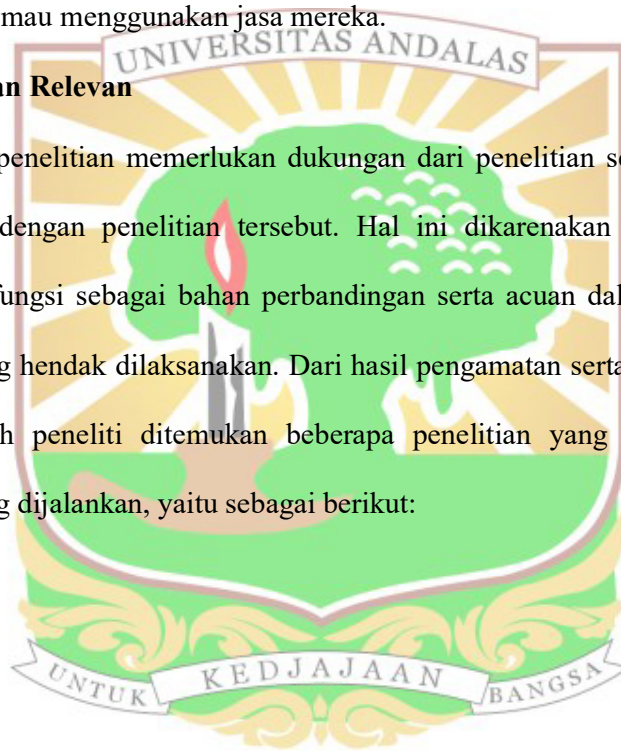 mau menggunakan jasa mereka.
UNIVERSITAS ANDALAS
an Relevan
penelitian memerlukan dukungan dari penelitian s
dengan penelitian tersebut. Hal ini dikarenakan
fungsi sebagai bahan perbandingan serta acuan dal
g hendak dilaksanakan. Dari hasil pengamatan serta
h peneliti ditemukan beberapa penelitian yang
g dijalankan, yaitu sebagai berikut:
UNTUK KEDJAJAAN BANGSA